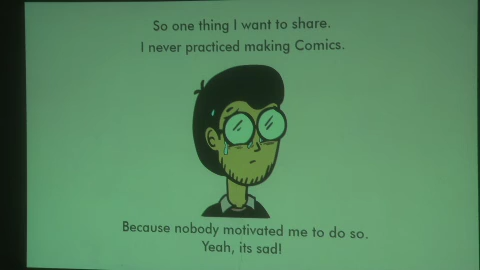 So one thing I want to share.
I never practiced making Comics.
Because nobody motivated me to do so.
Yeah, its sad!